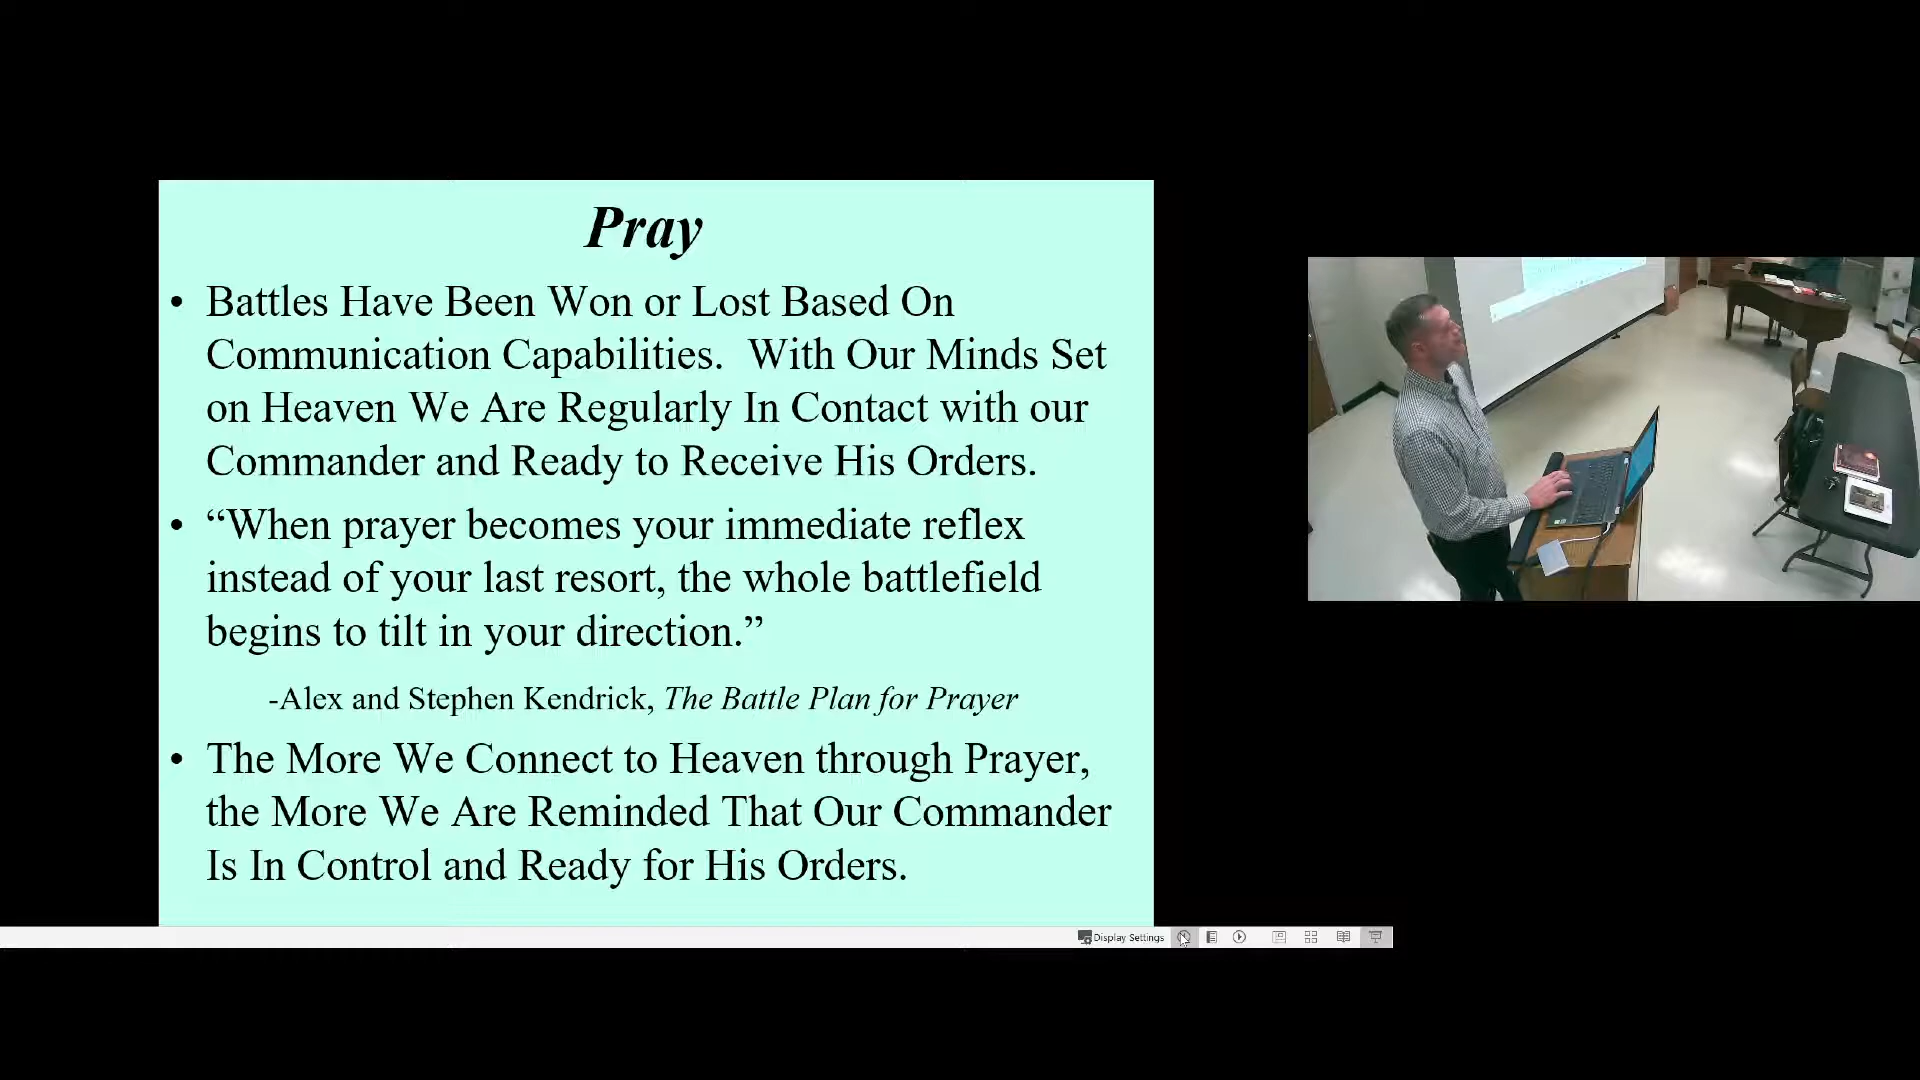 Pray
• Battles Have Been Won or Lost Based On
Communication Capabilities.  With Our Minds Set
on Heaven We Are Regularly In Contact with our
Commander and Ready to Receive His Orders.
• “When prayer becomes your immediate reflex
instead of your last resort, the whole battlefield
begins to tilt in your direction.”
-Alex and Stephen Kendrick, The Battle Plan for Prayer
• The More We Connect to Heaven through Prayer,
the More We Are Reminded That Our Commander
Is In Control and Ready for His Orders.
Display Settings